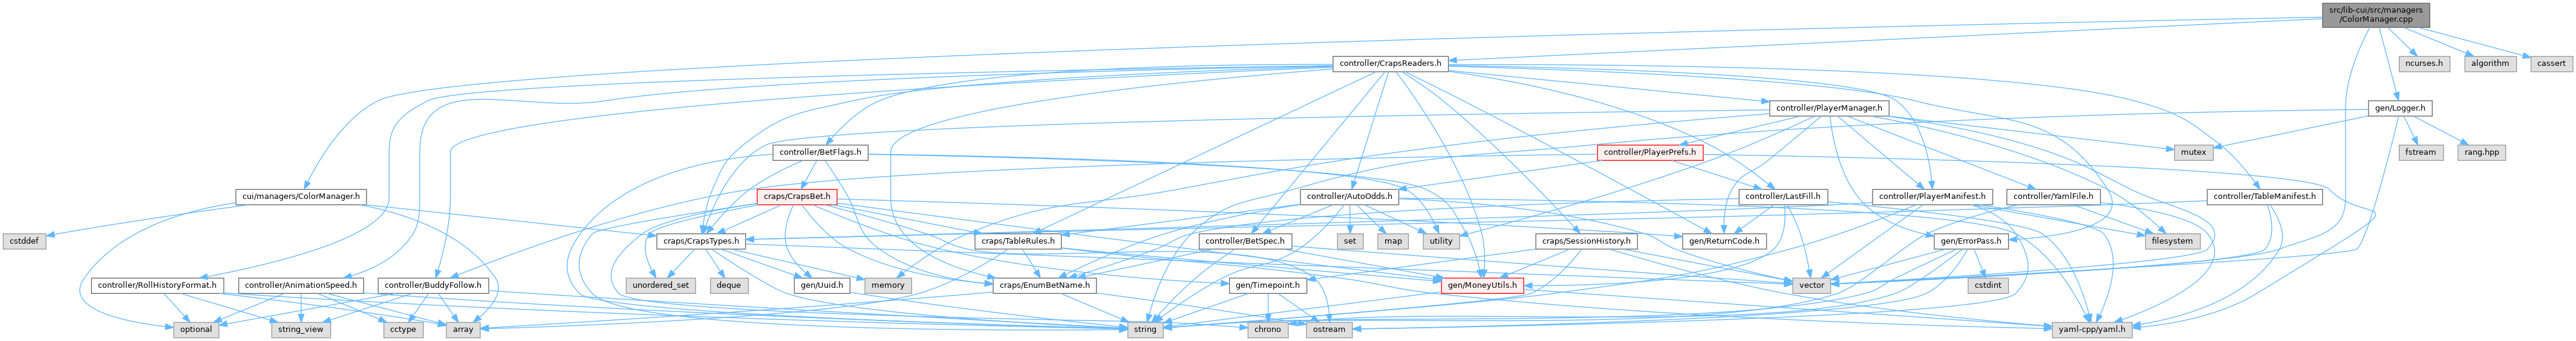 src/lib-cui/src/managers
/ColorManager.cpp
controller/CrapsReaders.h
ncurses.h
algorithm
cassert
controller/PlayerManager.h
gen/Logger.h
controller/BetFlags.h
controller/PlayerPrefs.h
mutex
fstream
rang.hpp
cui/managers/ColorManager.h
craps/CrapsBet.h
controller/AutoOdds.h
controller/LastFill.h
controller/PlayerManifest.h
controller/YamlFile.h
controller/TableManifest.h
cstddef
craps/CrapsTypes.h
craps/TableRules.h
controller/BetSpec.h
set
map
utility
craps/SessionHistory.h
gen/ReturnCode.h
gen/ErrorPass.h
filesystem
controller/RollHistoryFormat.h
controller/AnimationSpeed.h
controller/BuddyFollow.h
unordered_set
deque
gen/Uuid.h
memory
craps/EnumBetName.h
gen/Timepoint.h
gen/MoneyUtils.h
vector
cstdint
optional
string_view
cctype
array
string
chrono
ostream
yaml-cpp/yaml.h